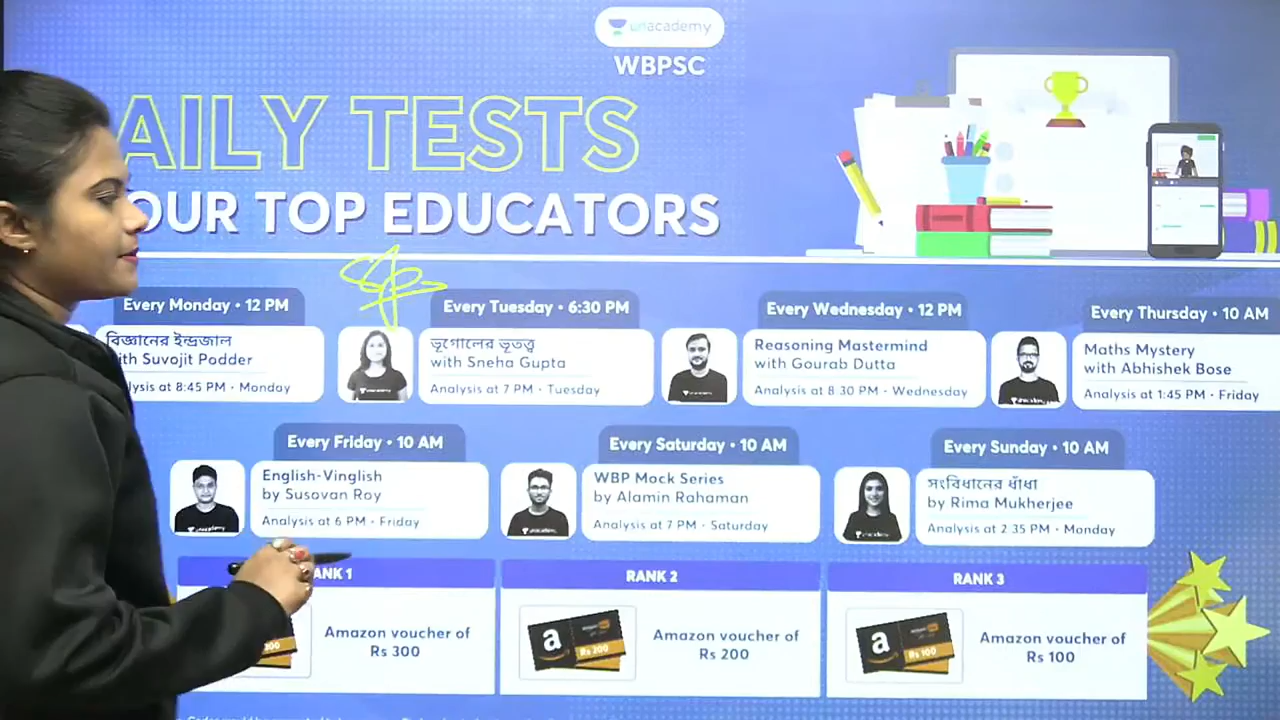 unacademy
WBPSC
AILY TESTS
OUR TOP EDUCATORS
Every Monday • 12 PM
বিজ্ঞানের ইন্দ্রজাল
with Suvojit Podder
lysis at 8:45 PM • Monday
Every Tuesday • 6:30 PM
ভূগোলের ভূতত্ত্ব
with Sneha Gupta
Analysis at 7 PM • Tuesday
Every Wednesday • 12 PM
Reasoning Mastermind
with Gourab Dutta
Analysis at 8 30 PM • Wednesday
Every Thursday • 10 AM
Maths Mystery
with Abhishek Bose
Analysis at 1:45 PM • Friday
Every Friday • 10 AM
English-Vinglish
by Susovan Roy
Analysis at 6 PM • Friday
Every Saturday • 10 AM
WBP Mock Series
by Alamin Rahaman
Analysis at 7 PM • Saturday
Every Sunday • 10 AM
সংবিধানের ধাঁধা
by Rima Mukherjee
Analysis at 2 35 PM • Monday
ANK 1
Amazon voucher of
Rs 300
RANK 2
a
Rs 200
Amazon voucher of
Rs 200
RANK 3
a
Rs 100
Amazon voucher of
Rs 100